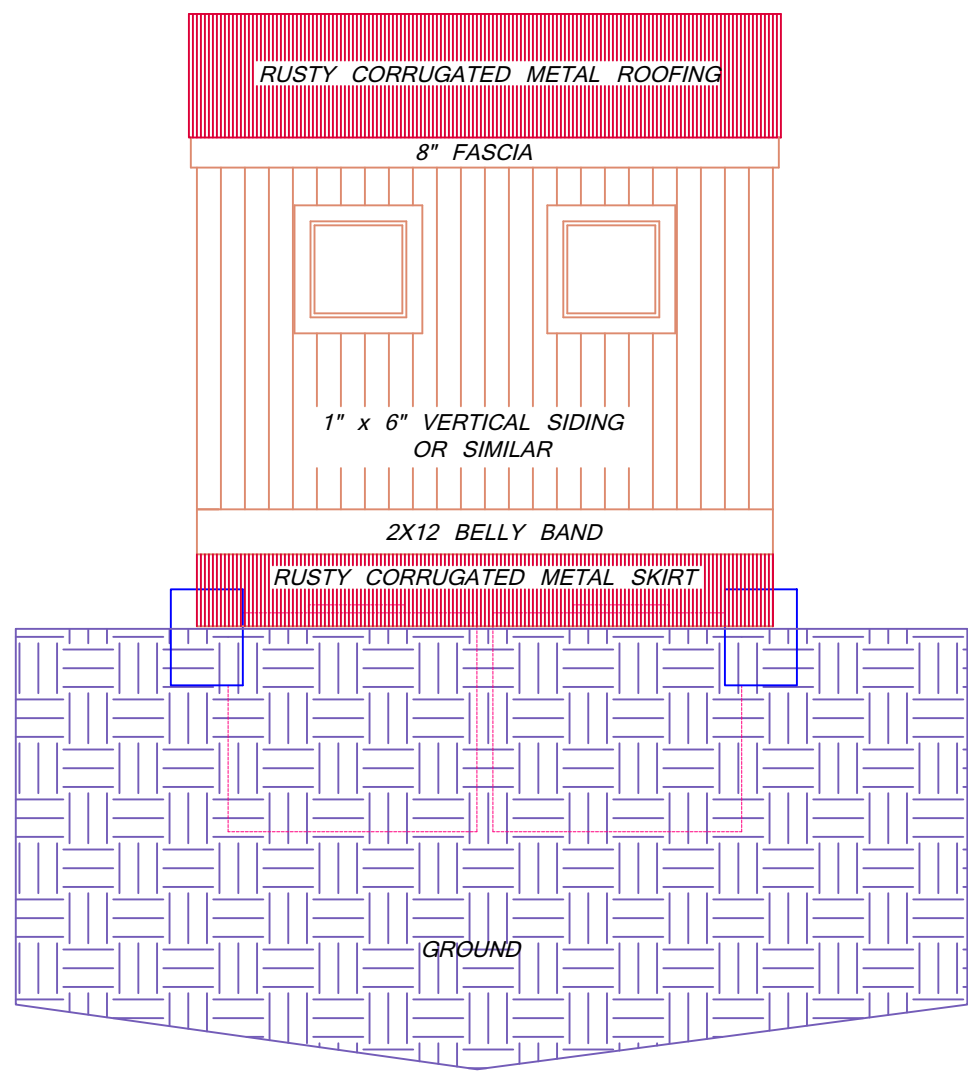 RUSTY CORRUGATED METAL ROOFING
8" FASCIA
1" x 6" VERTICAL SIDING
OR SIMILAR
2X12 BELLY BAND
RUSTY CORRUGATED METAL SKIRT
GROUND